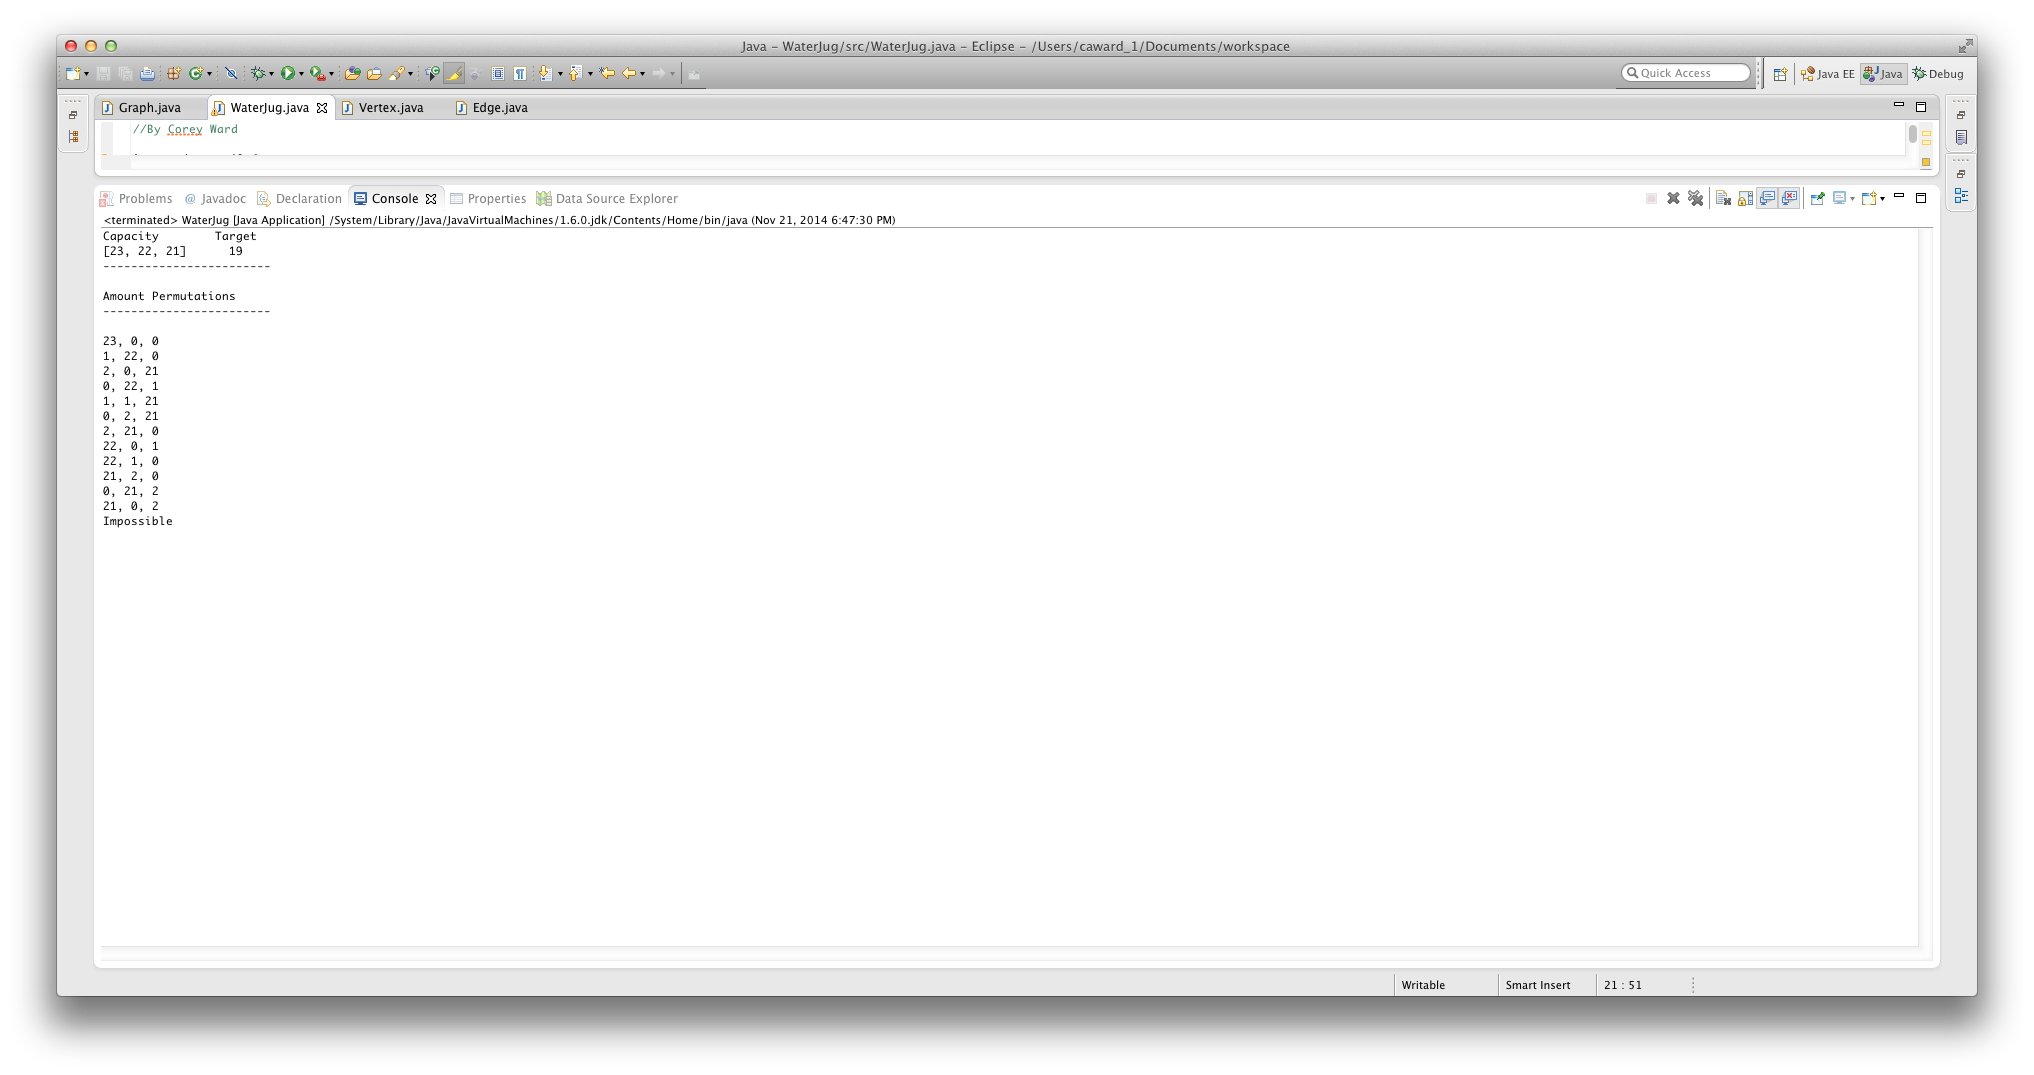 Java – WaterJug/src/WaterJug.java – Eclipse – /Users/caward_1/Documents/workspace
Quick Access
Java EE
Java
Debug
Graph.java
WaterJug.java
Vertex.java
Edge.java
//By Corey Ward
Problems
@ Javadoc
Declaration
Console
Properties
Data Source Explorer
<terminated> WaterJug [Java Application] /System/Library/Java/JavaVirtualMachines/1.6.0.jdk/Contents/Home/bin/java (Nov 21, 2014 6:47:30 PM)
Capacity        Target
[23, 22, 21]      19
------------------------
Amount Permutations
------------------------
23, 0, 0
1, 22, 0
2, 0, 21
0, 22, 1
1, 1, 21
0, 2, 21
2, 21, 0
22, 0, 1
22, 1, 0
21, 2, 0
0, 21, 2
21, 0, 2
Impossible
Writable
Smart Insert
21 : 51